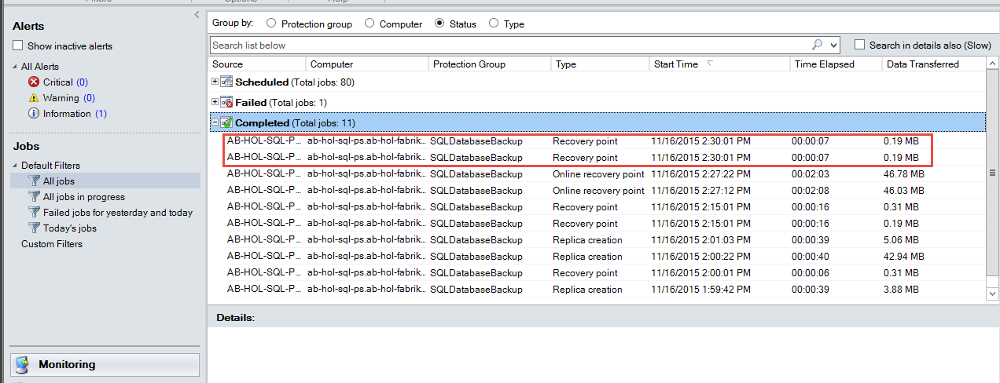 Filters Options Help
Alerts
Show inactive alerts
All Alerts
Critical (0)
Warning (0)
Information (1)
Jobs
Default Filters
All jobs
All jobs in progress
Failed jobs for yesterday and today
Today's jobs
Custom Filters
Monitoring
Group by: Protection group Computer Status Type
Search list below Search in details also (Slow)
Source Computer Protection Group Type Start Time Time Elapsed Data Transferred
Scheduled (Total jobs: 80)
Failed (Total jobs: 1)
Completed (Total jobs: 11)
AB-HOL-SQL-P... ab-hol-sql-ps.ab-hol-fabrik... SQLDatabaseBackup Recovery point 11/16/2015 2:30:01 PM 00:00:07 0.19 MB
AB-HOL-SQL-P... ab-hol-sql-ps.ab-hol-fabrik... SQLDatabaseBackup Recovery point 11/16/2015 2:30:01 PM 00:00:07 0.19 MB
AB-HOL-SQL-P... ab-hol-sql-ps.ab-hol-fabrik... SQLDatabaseBackup Online recovery point 11/16/2015 2:27:22 PM 00:02:03 46.78 MB
AB-HOL-SQL-P... ab-hol-sql-ps.ab-hol-fabrik... SQLDatabaseBackup Online recovery point 11/16/2015 2:27:12 PM 00:02:08 46.03 MB
AB-HOL-SQL-P... ab-hol-sql-ps.ab-hol-fabrik... SQLDatabaseBackup Recovery point 11/16/2015 2:15:01 PM 00:00:16 0.31 MB
AB-HOL-SQL-P... ab-hol-sql-ps.ab-hol-fabrik... SQLDatabaseBackup Recovery point 11/16/2015 2:15:01 PM 00:00:16 0.19 MB
AB-HOL-SQL-P... ab-hol-sql-ps.ab-hol-fabrik... SQLDatabaseBackup Replica creation 11/16/2015 2:01:03 PM 00:00:39 5.06 MB
AB-HOL-SQL-P... ab-hol-sql-ps.ab-hol-fabrik... SQLDatabaseBackup Replica creation 11/16/2015 2:00:22 PM 00:00:40 42.94 MB
AB-HOL-SQL-P... ab-hol-sql-ps.ab-hol-fabrik... SQLDatabaseBackup Recovery point 11/16/2015 2:00:01 PM 00:00:06 0.31 MB
AB-HOL-SQL-P... ab-hol-sql-ps.ab-hol-fabrik... SQLDatabaseBackup Replica creation 11/16/2015 1:59:42 PM 00:00:39 3.88 MB
Details: